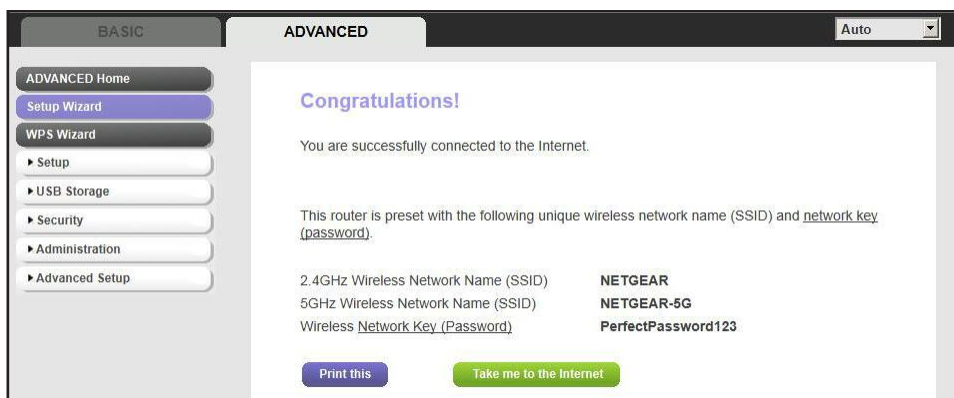 BASIC
ADVANCED
Auto
ADVANCED Home
Setup Wizard
WPS Wizard
Setup
USB Storage
Security
Administration
Advanced Setup
Congratulations!
You are successfully connected to the Internet.
This router is preset with the following unique wireless network name (SSID) and network key
(password).
2.4GHz Wireless Network Name (SSID) NETGEAR
5GHz Wireless Network Name (SSID) NETGEAR-5G
Wireless Network Key (Password) PerfectPassword123
Print this
Take me to the Internet